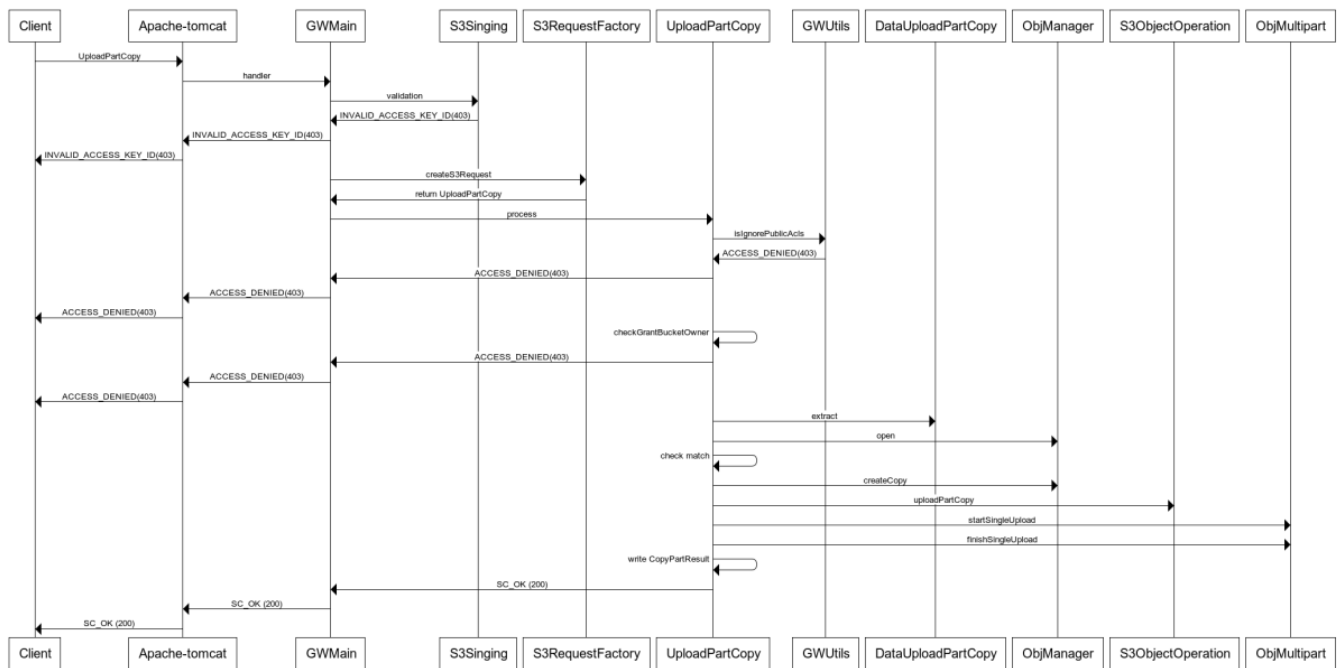 Client Apache-tomcat GWMain S3Singing S3RequestFactory UploadPartCopy GWUtils DataUploadPartCopy ObjManager S3ObjectOperation ObjMultipart
UploadPartCopy
handler
validation
INVALID_ACCESS_KEY_ID(403)
INVALID_ACCESS_KEY_ID(403)
INVALID_ACCESS_KEY_ID(403)
createS3Request
return UploadPartCopy
process
isIgnorePublicAcls
ACCESS_DENIED(403)
ACCESS_DENIED(403)
ACCESS_DENIED(403)
ACCESS_DENIED(403)
checkGrantBucketOwner
ACCESS_DENIED(403)
ACCESS_DENIED(403)
ACCESS_DENIED(403)
extract
open
check match
createCopy
uploadPartCopy
startSingleUpload
finishSingleUpload
write CopyPartResult
SC_OK (200)
SC_OK (200)
SC_OK (200)
Client Apache-tomcat GWMain S3Singing S3RequestFactory UploadPartCopy GWUtils DataUploadPartCopy ObjManager S3ObjectOperation ObjMultipart